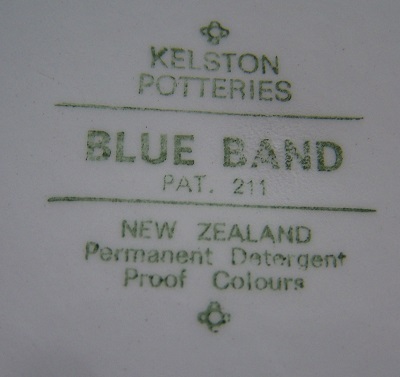 KELSTON
POTTERIES
BLUE BAND
PAT. 211
NEW ZEALAND
Permanent Detergent
Proof Colours